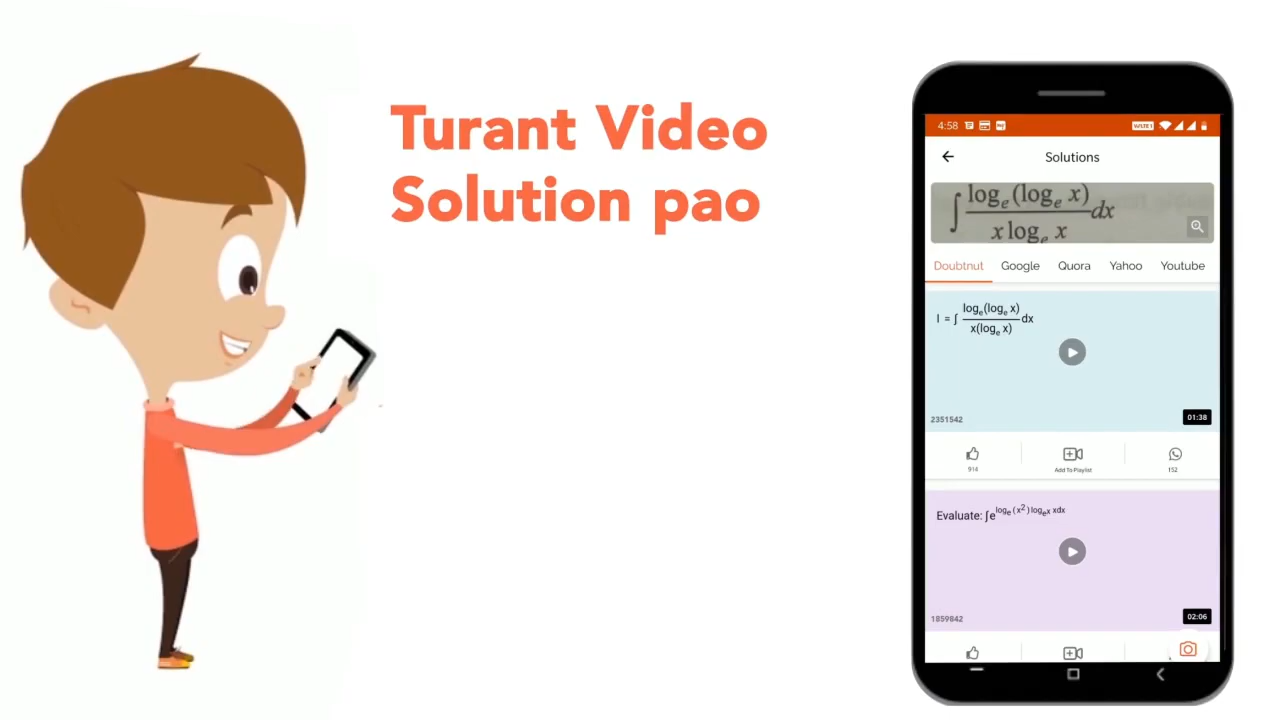 Turant Video
Solution pao
4:58
Solutions
∫ logₑ(logₑ x) / x logₑ x dx
Doubtnut Google Quora Yahoo Youtube
I = ∫ logₑ(logₑ x) / x(logₑ x) dx
2351542 01:38
914 Add To Playlist 152
Evaluate: ∫e^logₑ(x²)logₑx xdx
1859842 02:06